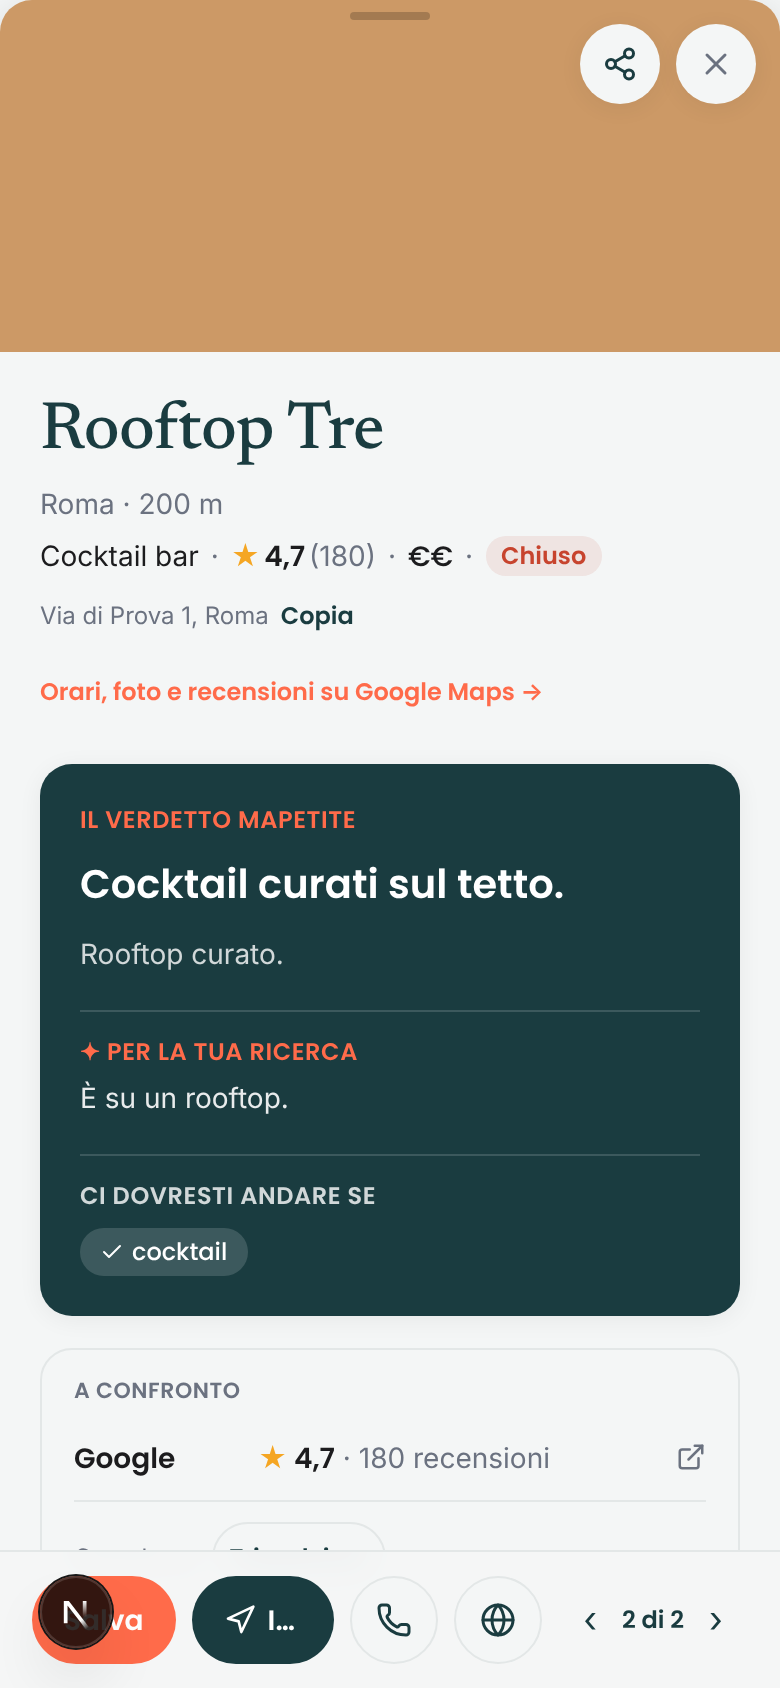 Rooftop Tre
Roma · 200 m
Cocktail bar · ★ 4,7 (180) · €€ · Chiuso
Via di Prova 1, Roma Copia
Orari, foto e recensioni su Google Maps →
IL VERDETTO MAPETITE
Cocktail curati sul tetto.
Rooftop curato.
✦ PER LA TUA RICERCA
È su un rooftop.
CI DOVRESTI ANDARE SE
✓ cocktail
A CONFRONTO
Google ★ 4,7 · 180 recensioni
N Salva I... ‹ 2 di 2 ›